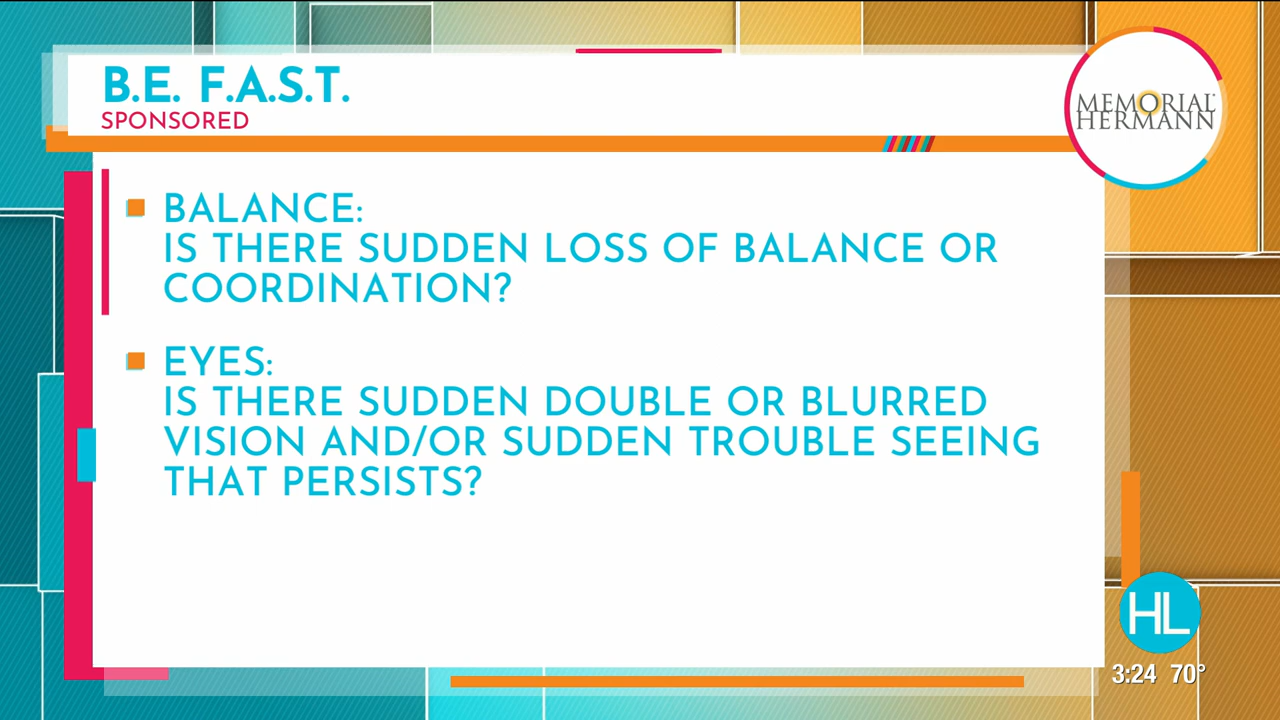 B.E. F.A.S.T.
SPONSORED
MEMORIAL
HERMANN
BALANCE:
IS THERE SUDDEN LOSS OF BALANCE OR
COORDINATION?
EYES:
IS THERE SUDDEN DOUBLE OR BLURRED
VISION AND/OR SUDDEN TROUBLE SEEING
THAT PERSISTS?
HL
3:24 70°